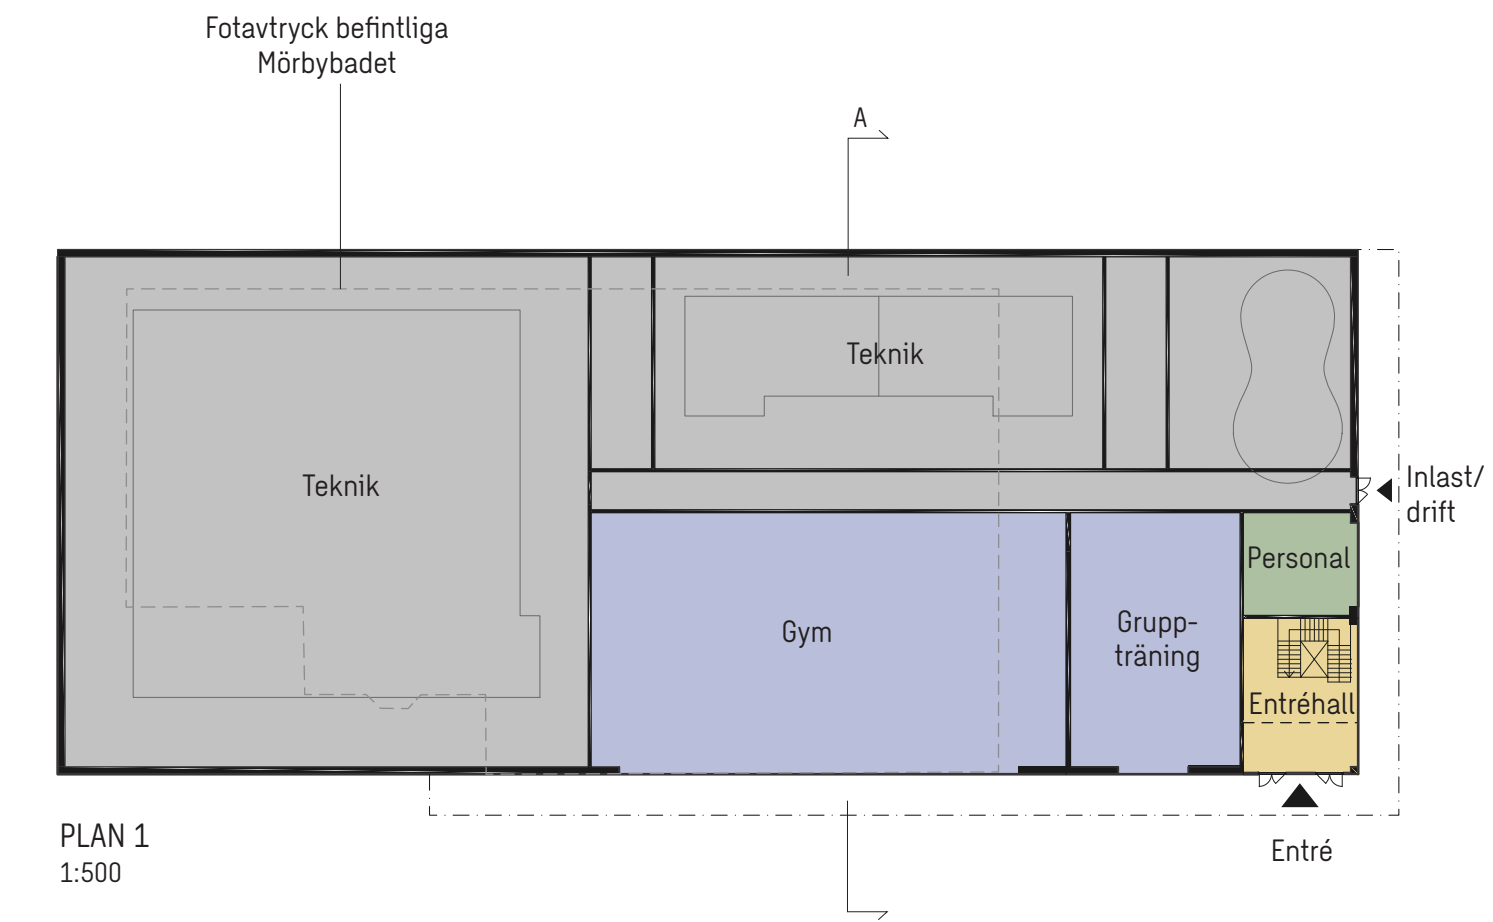 Fotavtryck befintliga
Mörbybadet
A
Teknik
Teknik
Inlast/
drift
Personal
Gym
Grupp-
träning
Entréhall
PLAN 1
1:500
Entré